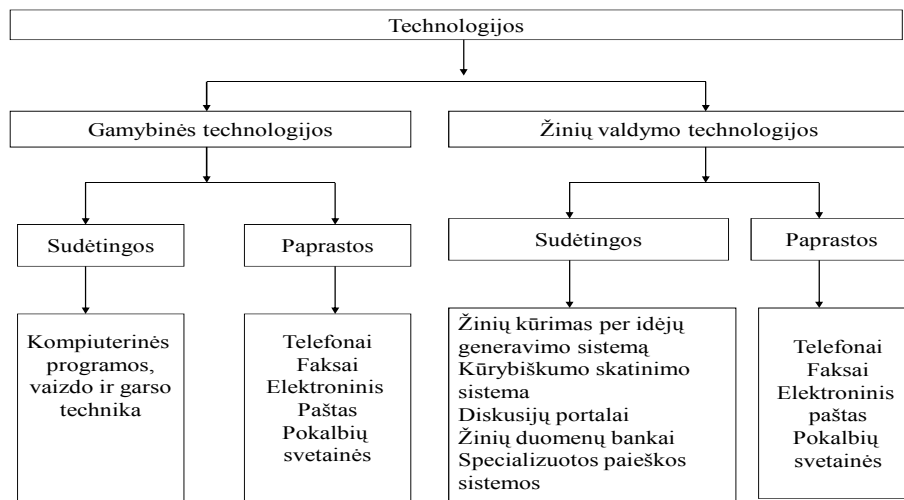 Technologijos
Gamybinės technologijos
Žinių valdymo technologijos
Sudėtingos
Paprastos
Sudėtingos
Paprastos
Kompiuterinės
programos,
vaizdo ir garso
technika
Telefonai
Faksai
Elektroninis
Paštas
Pokalbių
svetainės
Žinių kūrimas per idėjų
generavimo sistemą
Kūrybiškumo skatinimo
sistema
Diskusijų portalai
Žinių duomenų bankai
Specializuotos paieškos
sistemos
Telefonai
Faksai
Elektroninis
paštas
Pokalbių
svetainės